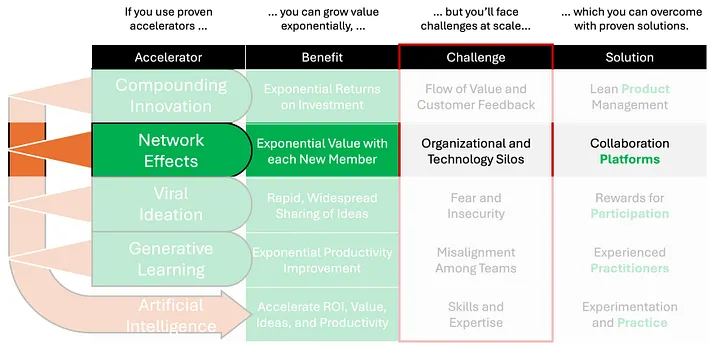 If you use proven
accelerators ...
... you can grow value
exponentially, ...
... but you'll face
challenges at scale...
... which you can overcome
with proven solutions.
Accelerator
Benefit
Challenge
Solution
Compounding
Innovation
Exponential Returns
on Investment
Flow of Value and
Customer Feedback
Lean Product
Management
Network
Effects
Exponential Value with
each New Member
Organizational and
Technology Silos
Collaboration
Platforms
Viral
Ideation
Rapid, Widespread
Sharing of Ideas
Fear and
Insecurity
Rewards for
Participation
Generative
Learning
Exponential Productivity
Improvement
Misalignment
Among Teams
Experienced
Practitioners
Artificial
Intelligence
Accelerate ROI, Value,
Ideas, and Productivity
Skills and
Expertise
Experimentation
and Practice